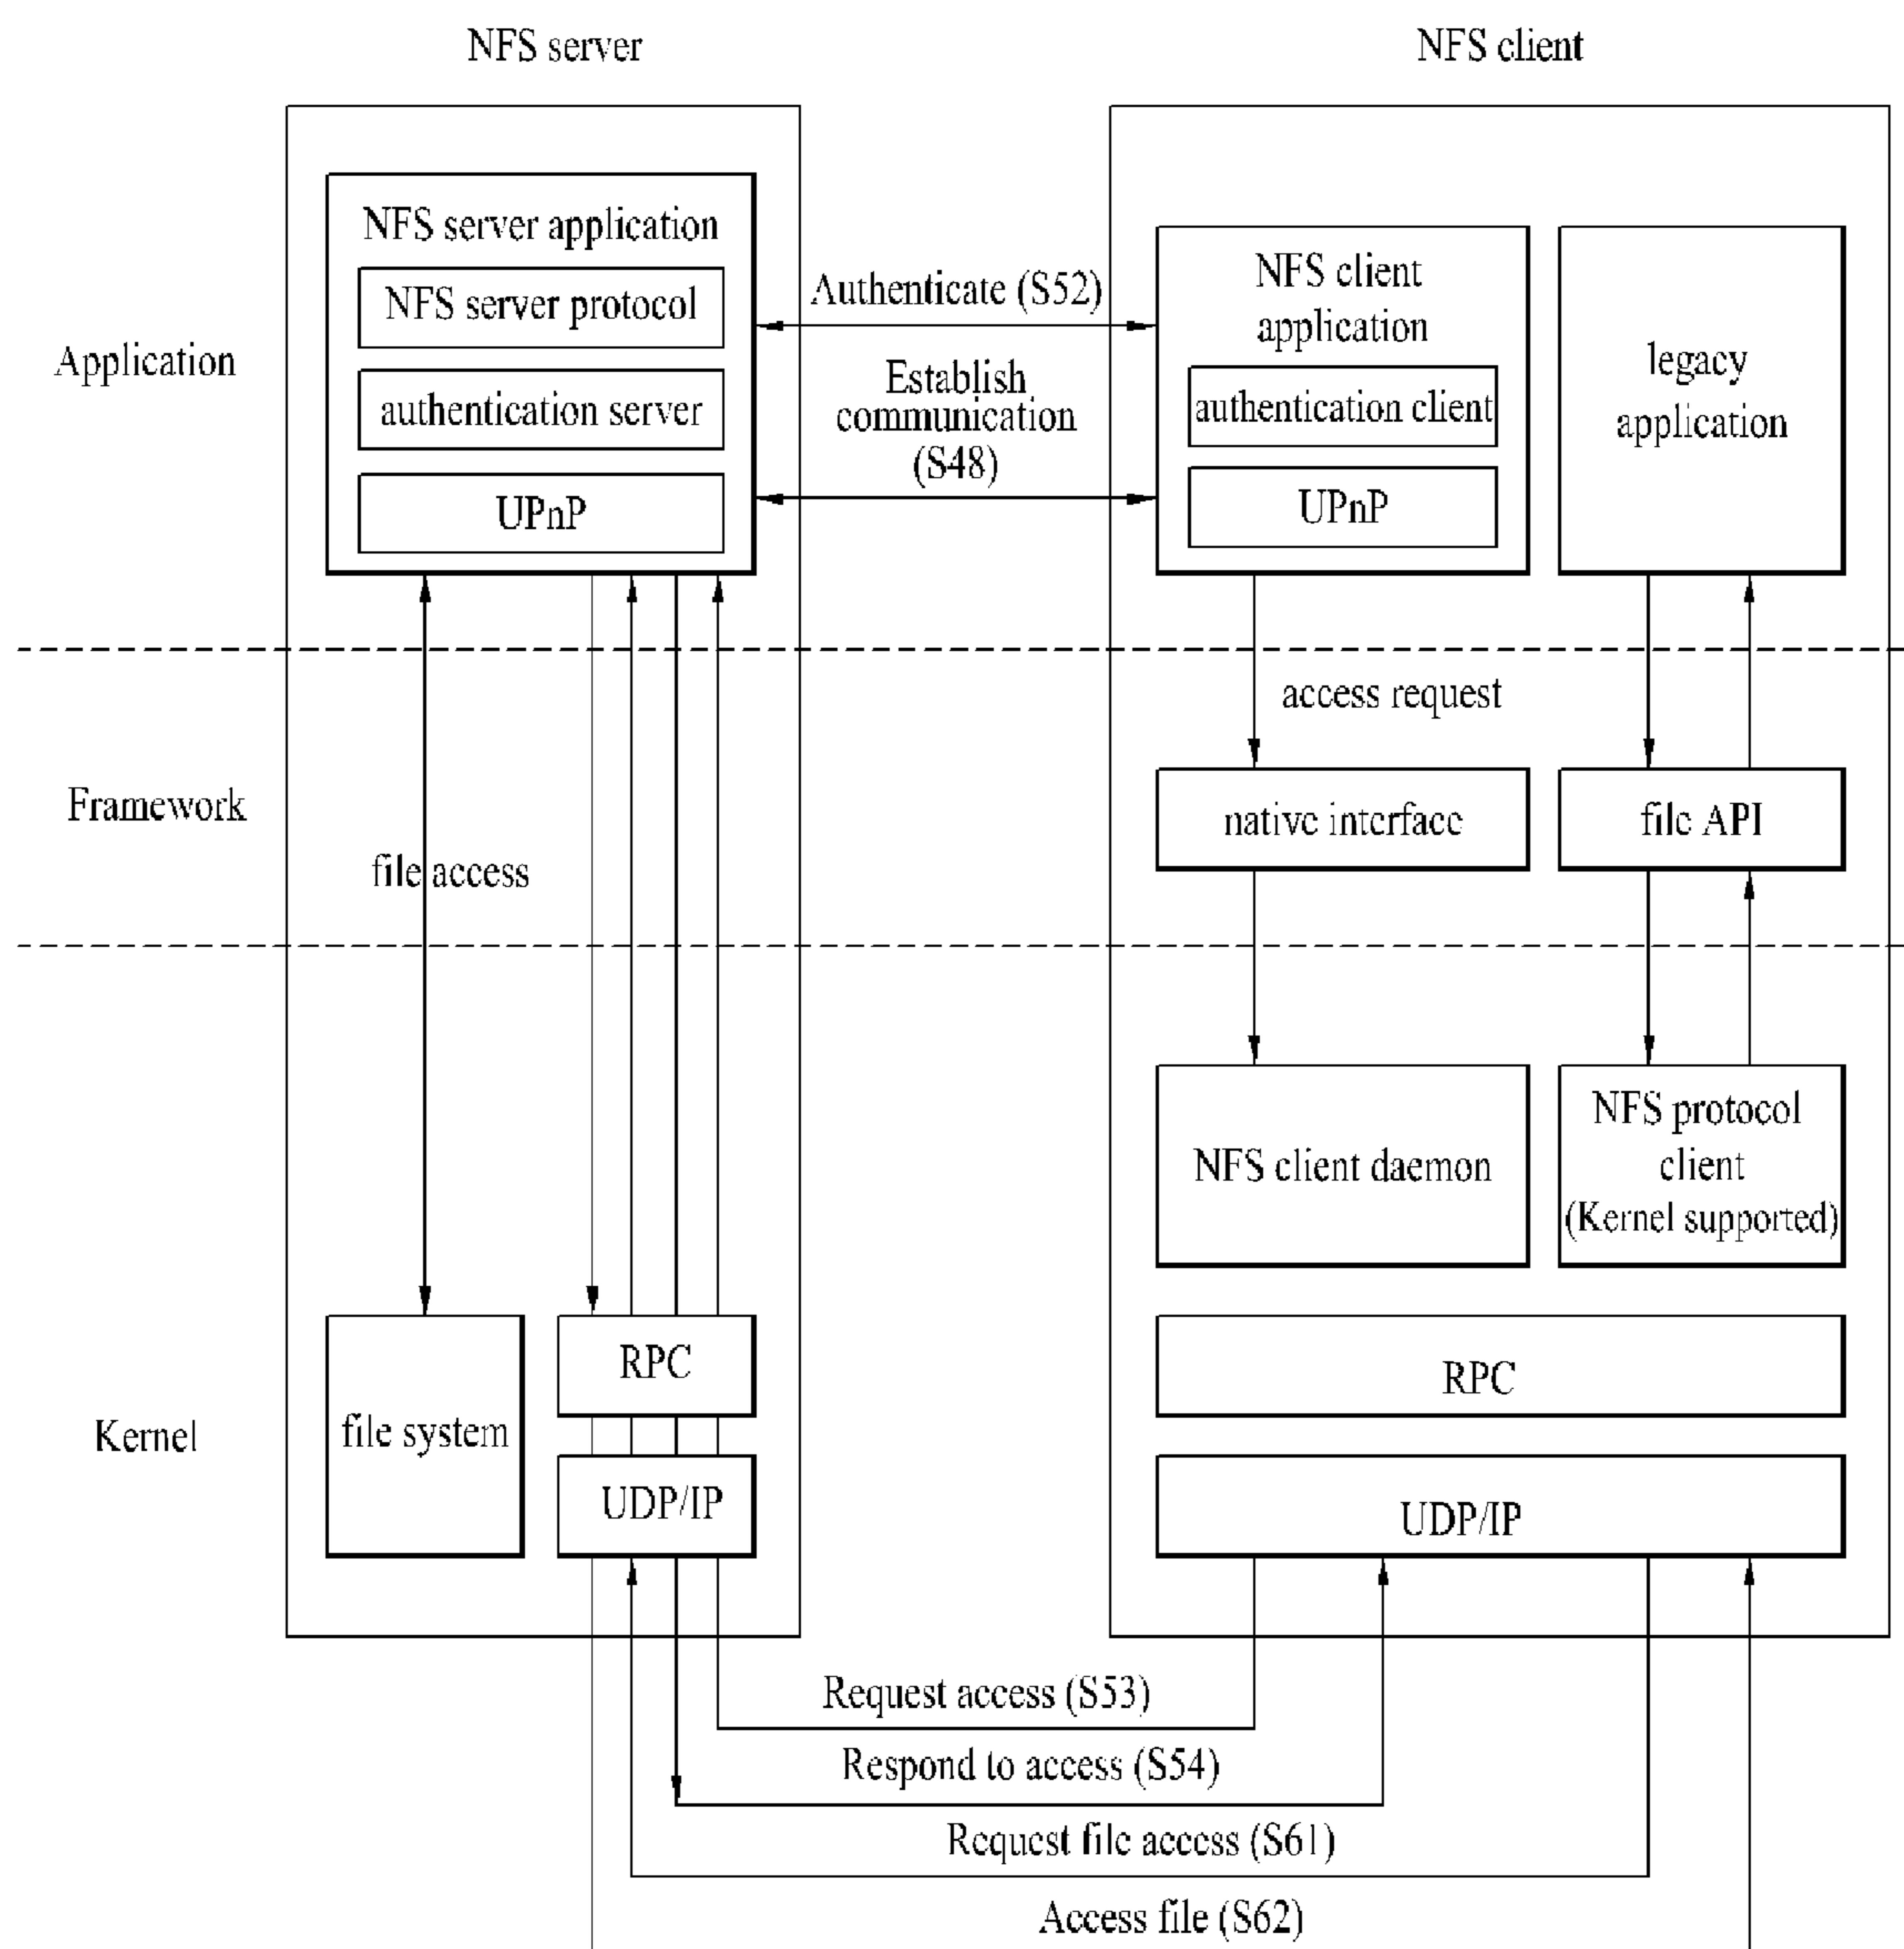 NFS server
NFS client
NFS server application
NFS server protocol
authentication server
UPnP
Authenticate (S52)
Establish
communication
(S48)
NFS client
application
authentication client
UPnP
legacy
application
Application
access request
Framework
native interface
file API
file access
NFS client daemon
NFS protocol
client
(Kernel supported)
Kernel
file system
RPC
UDP/IP
RPC
UDP/IP
Request access (S53)
Respond to access (S54)
Request file access (S61)
Access file (S62)